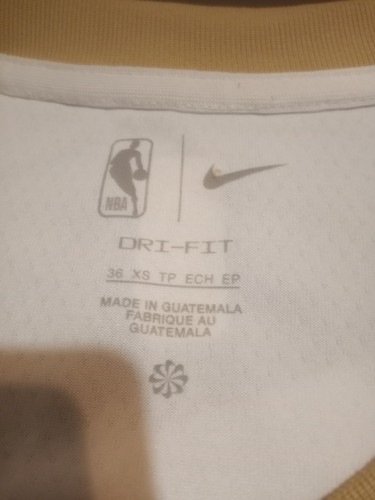 NBA
DRI-FIT
36 XS TP ECH EP
MADE IN GUATEMALA
FABRIQUE AU
GUATEMALA